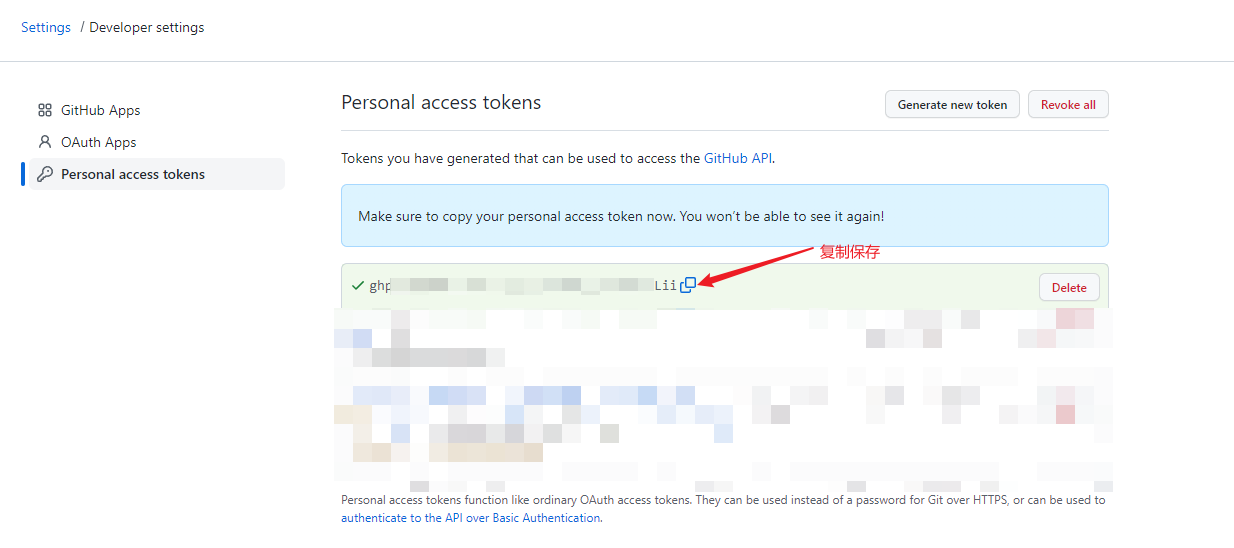 Settings / Developer settings
GitHub Apps
OAuth Apps
Personal access tokens
Personal access tokens
Generate new token
Revoke all
Tokens you have generated that can be used to access the GitHub API.
Make sure to copy your personal access token now. You won't be able to see it again!
复制保存
ghp
Lii
Delete
Personal access tokens function like ordinary OAuth access tokens. They can be used instead of a password for Git over HTTPS, or can be used to
authenticate to the API over Basic Authentication.